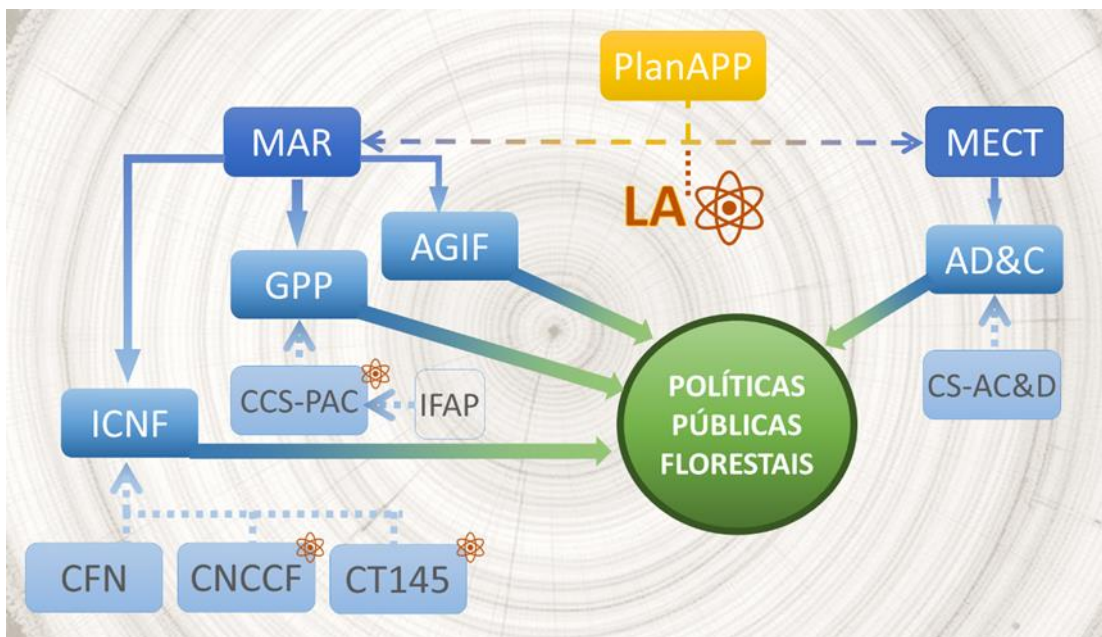 PlanAPP
MAR
MECT
LA
AGIF
AD&C
GPP
POLÍTICAS
PÚBLICAS
FLORESTAIS
CCS-PAC
IFAP
CS-AC&D
ICNF
CFN
CNCCF
CT145